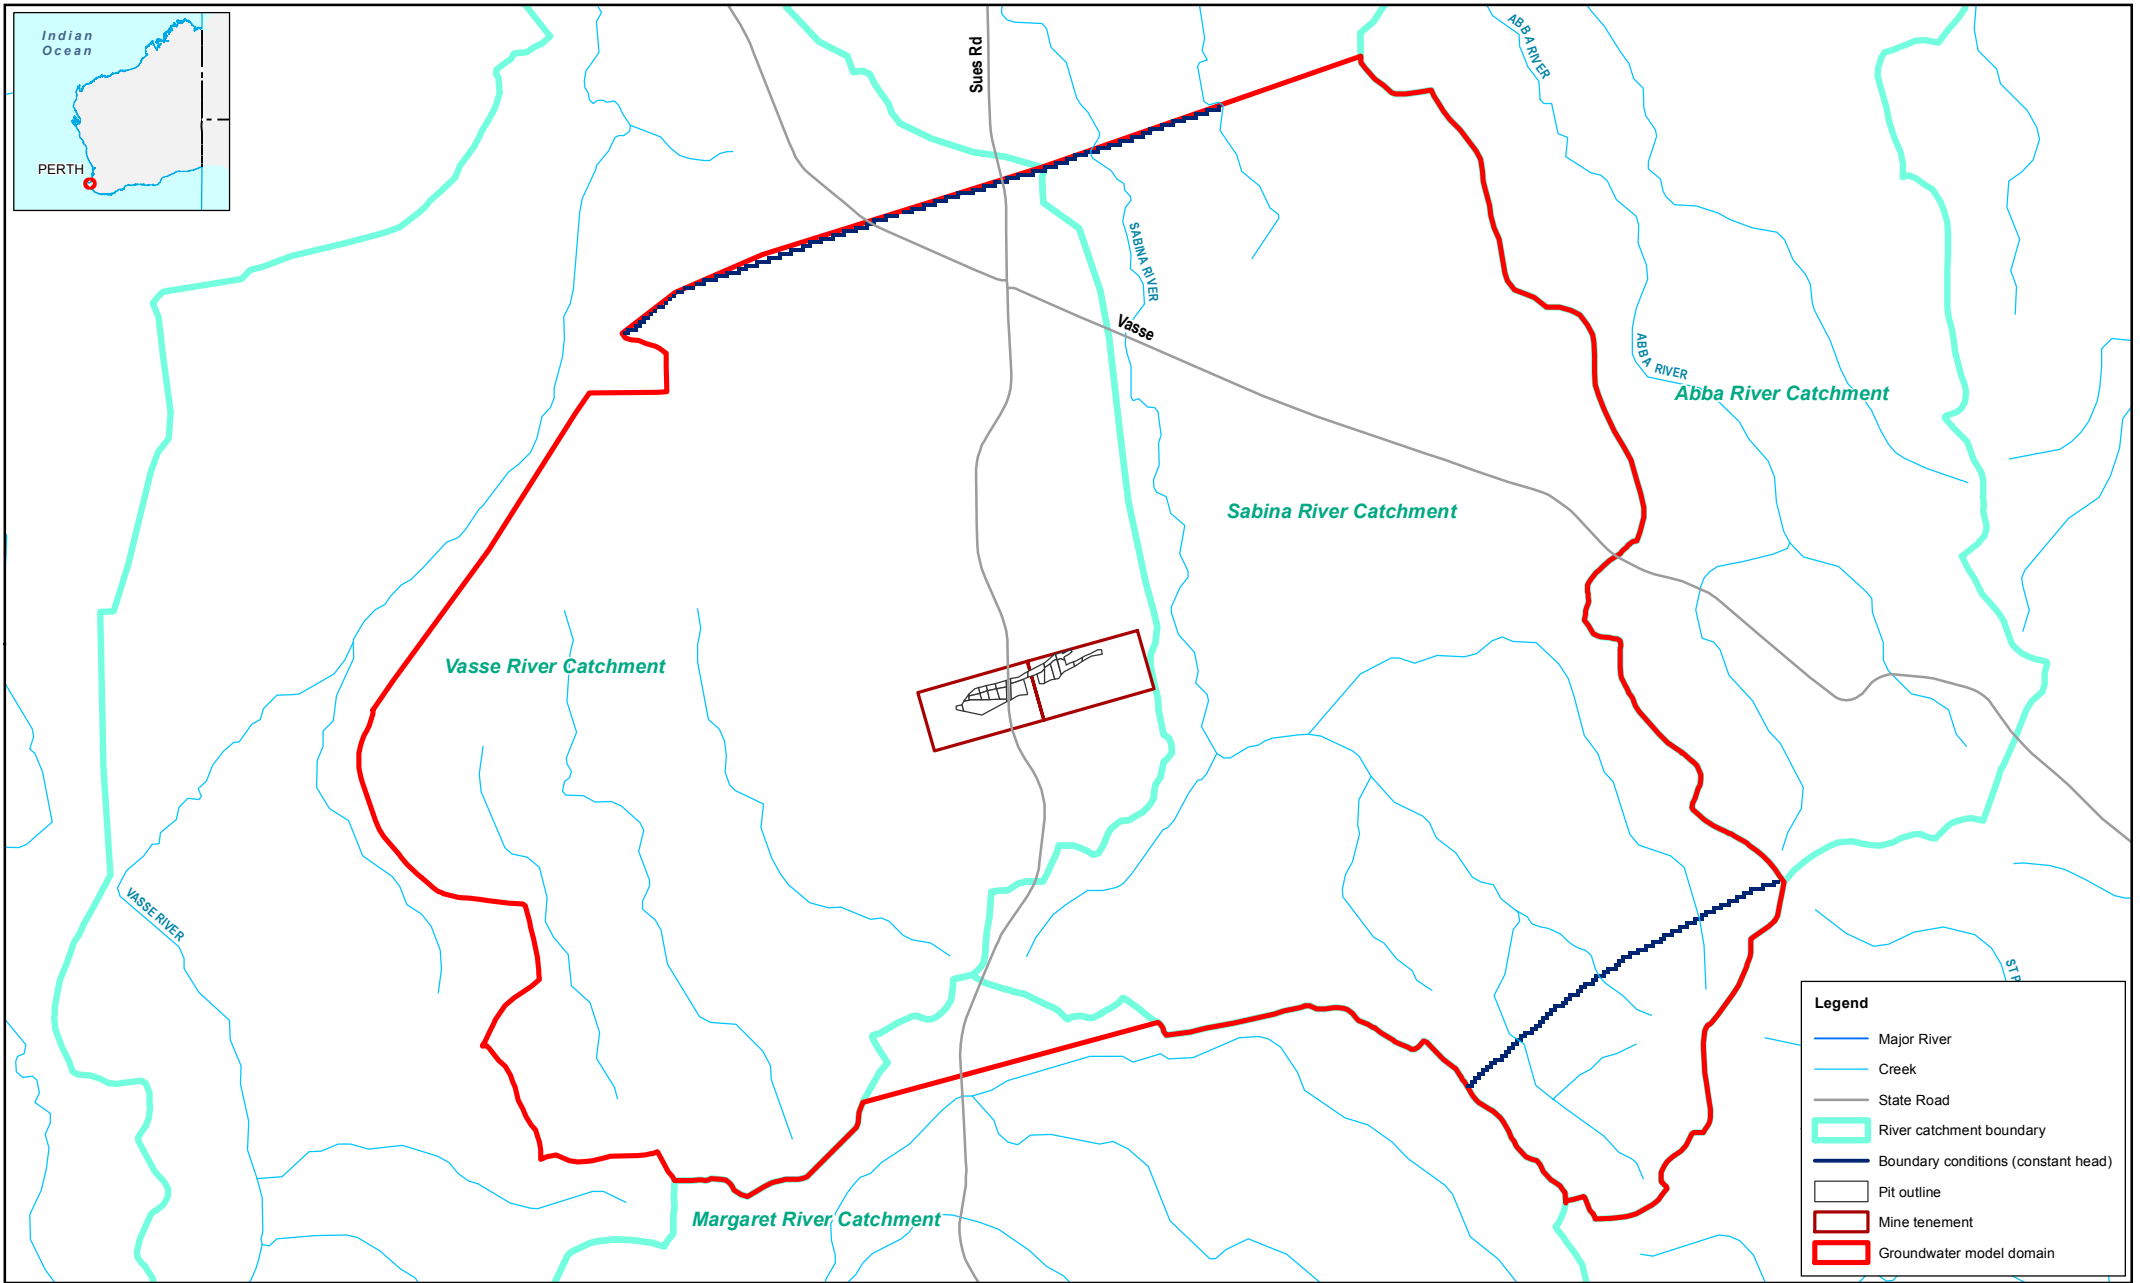 Indian
Ocean
PERTH
Sues Rd
ABBA RIVER
SABINA RIVER
Vasse
ABBA RIVER
Abba River Catchment
Sabina River Catchment
Vasse River Catchment
VASSE RIVER
ST P
Margaret River Catchment
Legend
Major River
Creek
State Road
River catchment boundary
Boundary conditions (constant head)
Pit outline
Mine tenement
Groundwater model domain